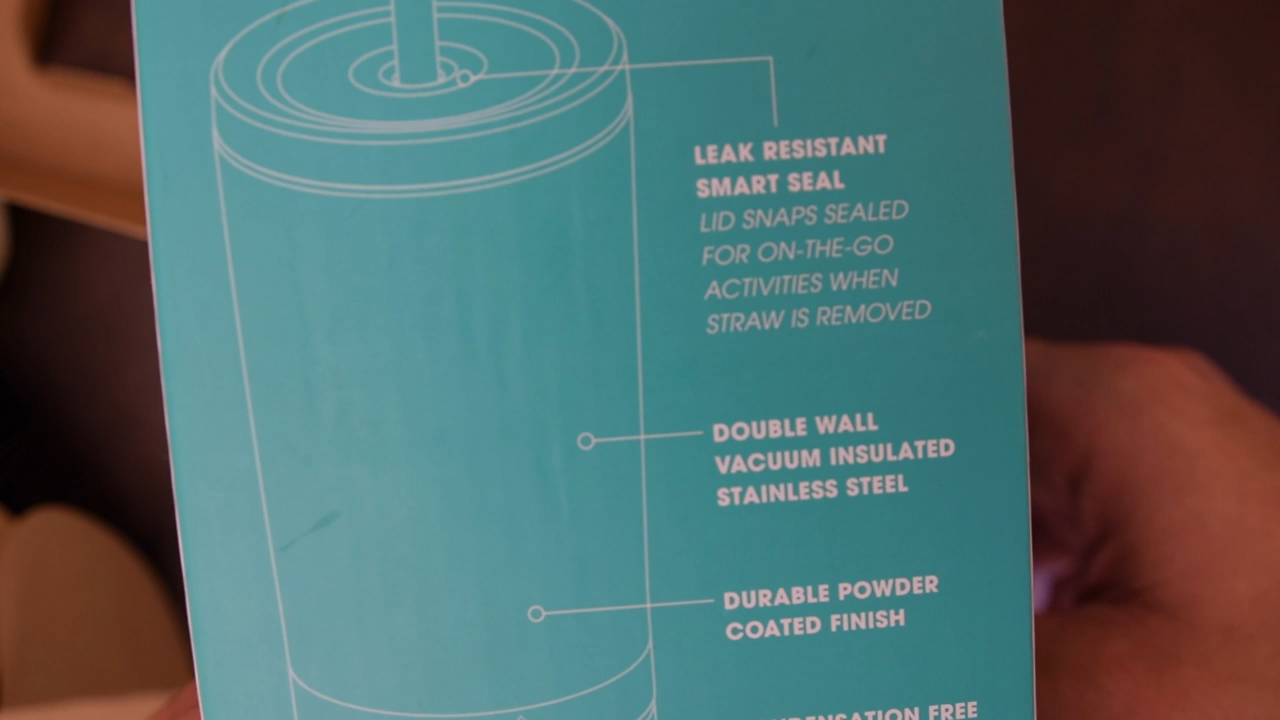 LEAK RESISTANT
SMART SEAL
LID SNAPS SEALED
FOR ON-THE-GO
ACTIVITIES WHEN
STRAW IS REMOVED
DOUBLE WALL
VACUUM INSULATED
STAINLESS STEEL
DURABLE POWDER
COATED FINISH
FREE